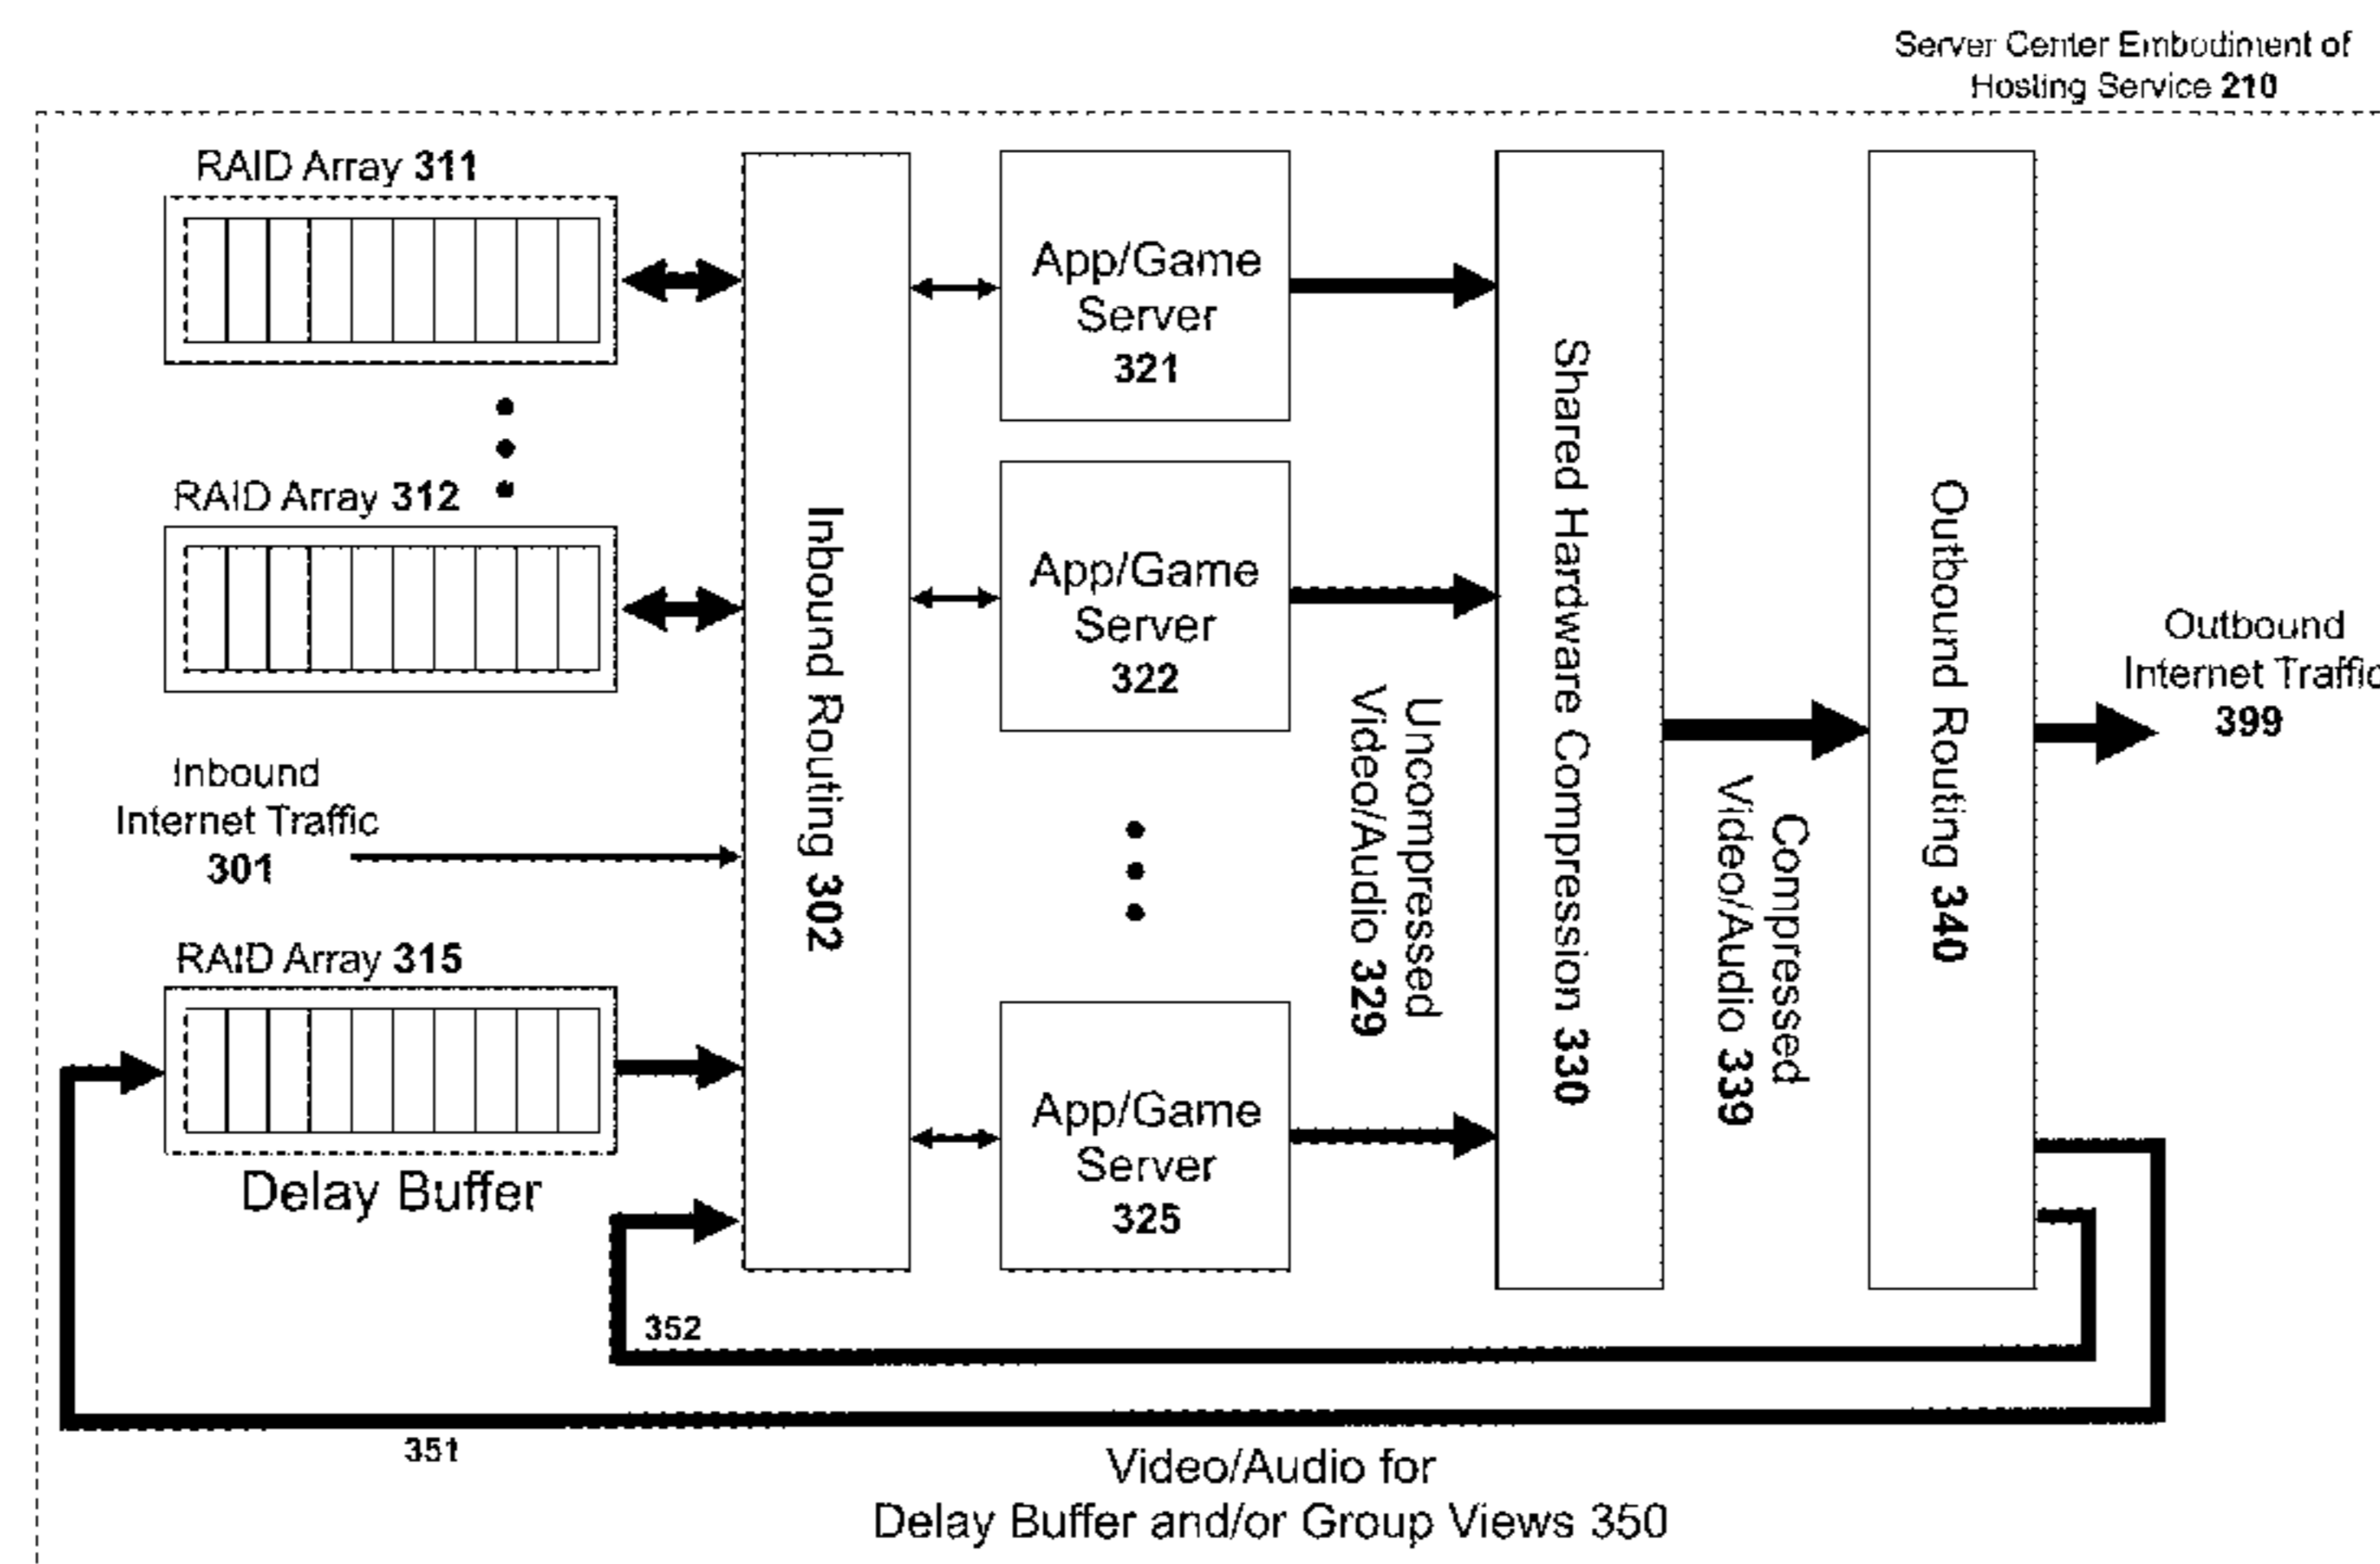 Server Center Embodiment of
Hosting Service 210
RAID Array 311
RAID Array 312
Inbound
Internet Traffic
301
RAID Array 315
Delay Buffer
Inbound Routing 302
App/Game
Server
321
App/Game
Server
322
App/Game
Server
325
Uncompressed
Video/Audio 329
Shared Hardware Compression 330
Compressed
Video/Audio 339
Outbound Routing 340
Outbound
Internet Traffic
399
352
351
Video/Audio for
Delay Buffer and/or Group Views 350